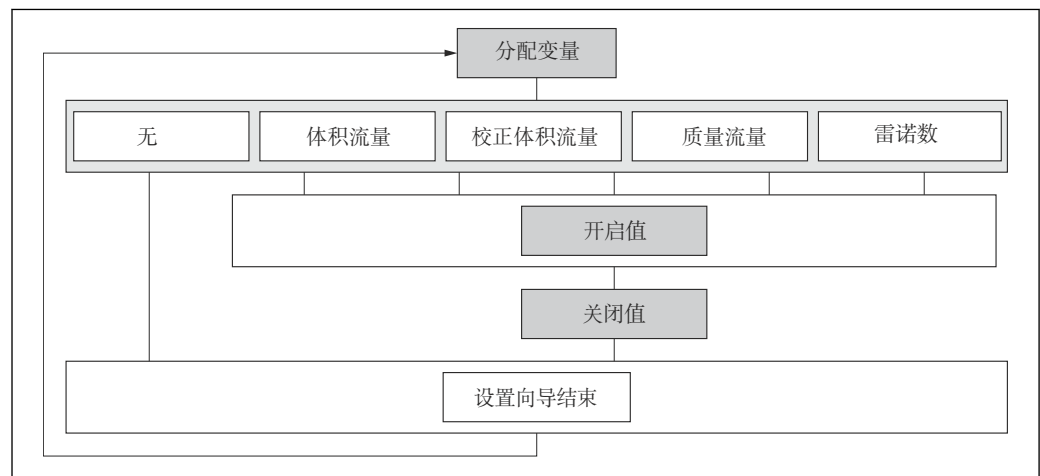 分配变量
无
体积流量
校正体积流量
质量流量
雷诺数
开启值
关闭值
设置向导结束